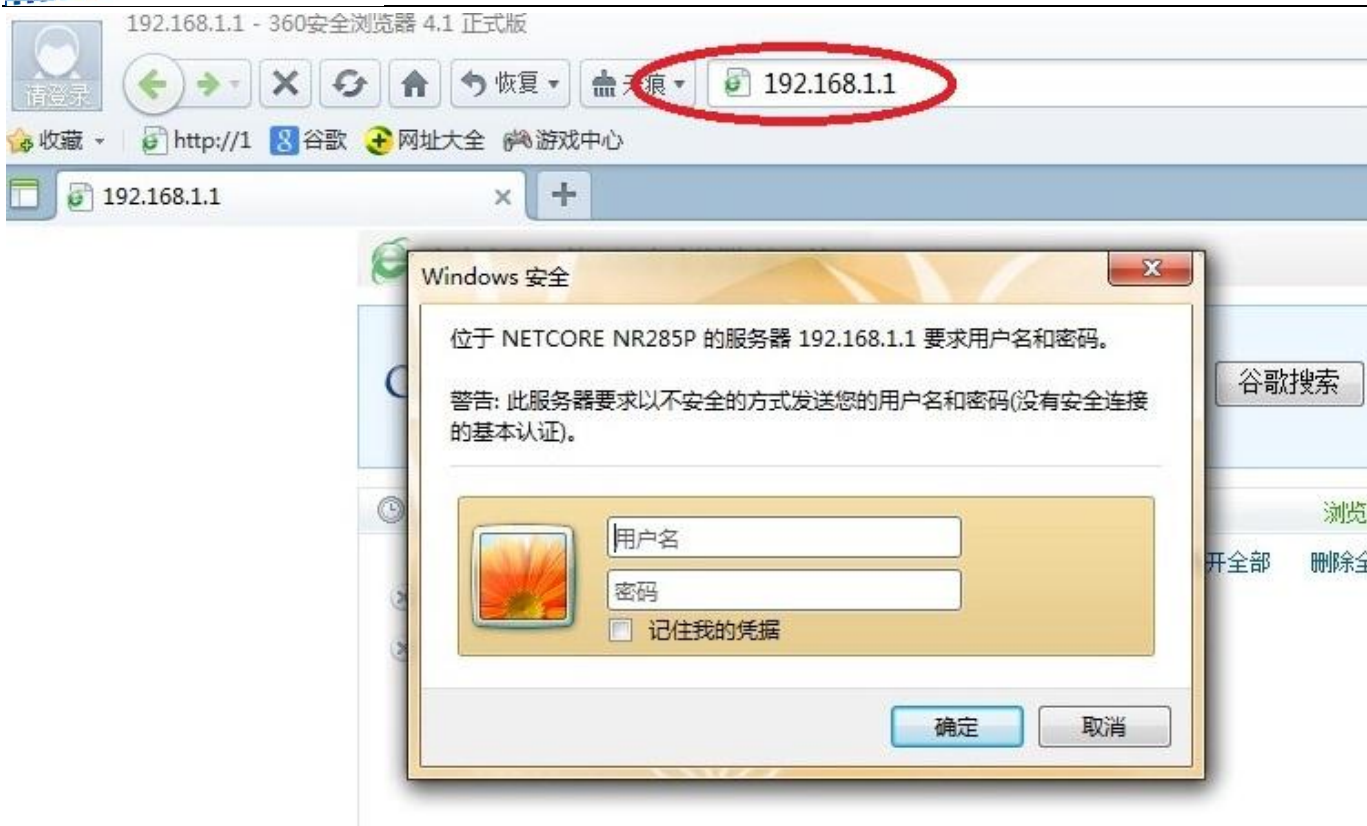 192.168.1.1 - 360安全浏览器 4.1 正式版
请登录
恢复
无痕
192.168.1.1
收藏
http://1
谷歌
网址大全
游戏中心
192.168.1.1
Windows 安全
位于 NETCORE NR285P 的服务器 192.168.1.1 要求用户名和密码。
警告: 此服务器要求以不安全的方式发送您的用户名和密码(没有安全连接
的基本认证)。
谷歌搜索
浏览
开全部
删除全
用户名
密码
记住我的凭据
确定
取消